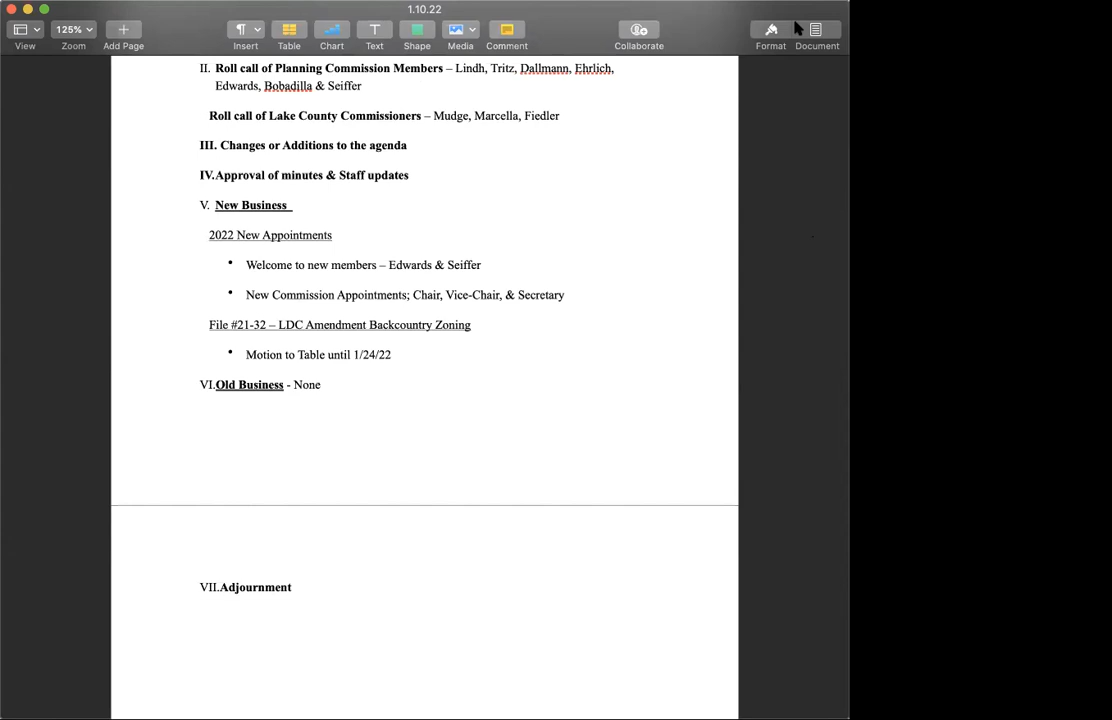 1.10.22
125%
View
Zoom
Add Page
Insert
Table
Chart
Text
Shape
Media
Comment
Collaborate
Format
Document
II. Roll call of Planning Commission Members – Lindh, Tritz, Dallmann, Ehrlich,
Edwards, Bobadilla & Seiffer
Roll call of Lake County Commissioners – Mudge, Marcella, Fiedler
III. Changes or Additions to the agenda
IV.Approval of minutes & Staff updates
V. New Business
2022 New Appointments
• Welcome to new members – Edwards & Seiffer
• New Commission Appointments; Chair, Vice-Chair, & Secretary
File #21-32 – LDC Amendment Backcountry Zoning
• Motion to Table until 1/24/22
VI.Old Business - None
VII.Adjournment